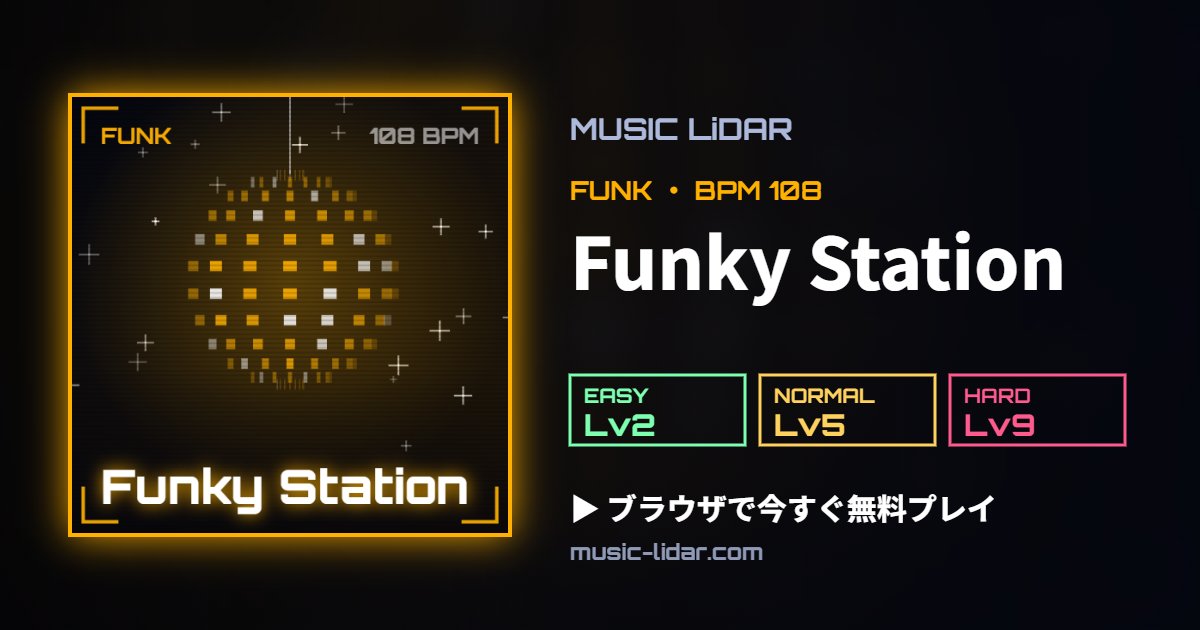 FUNK
108 BPM
Funky Station
MUSIC LiDAR
FUNK • BPM 108
Funky Station
EASY
Lv2
NORMAL
Lv5
HARD
Lv9
▶ ブラウザで今すぐ無料プレイ
music-lidar.com